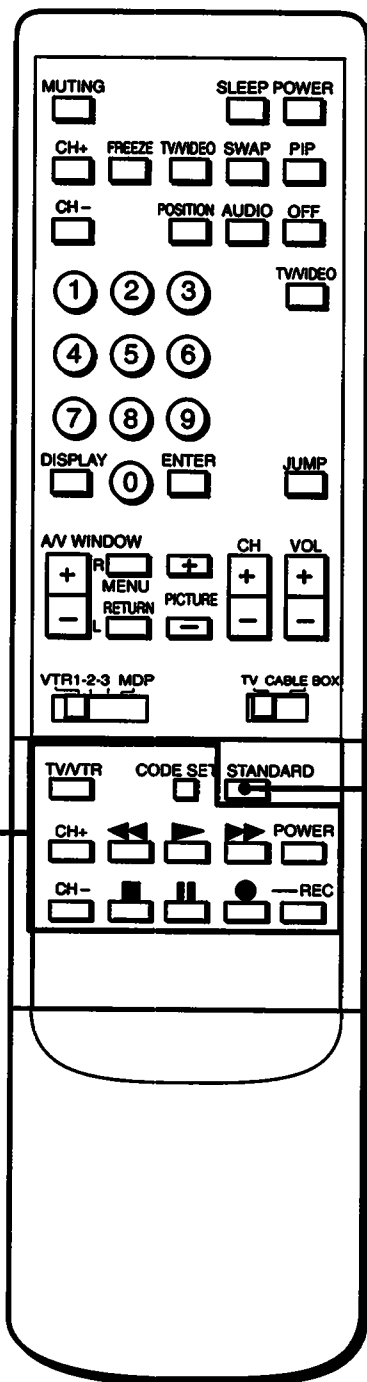 MUTING SLEEP POWER
CH+ FREEZE TV/VIDEO SWAP PIP
CH− POSITION AUDIO OFF
TV/VIDEO
1 2 3
4 5 6
7 8 9
DISPLAY 0 ENTER JUMP
A/V WINDOW CH VOL
+ R + + +
MENU
RETURN PICTURE
− L − − −
VTR1-2-3 MDP TV CABLE BOX
TV/VTR CODE SET STANDARD
CH+ POWER
CH− REC